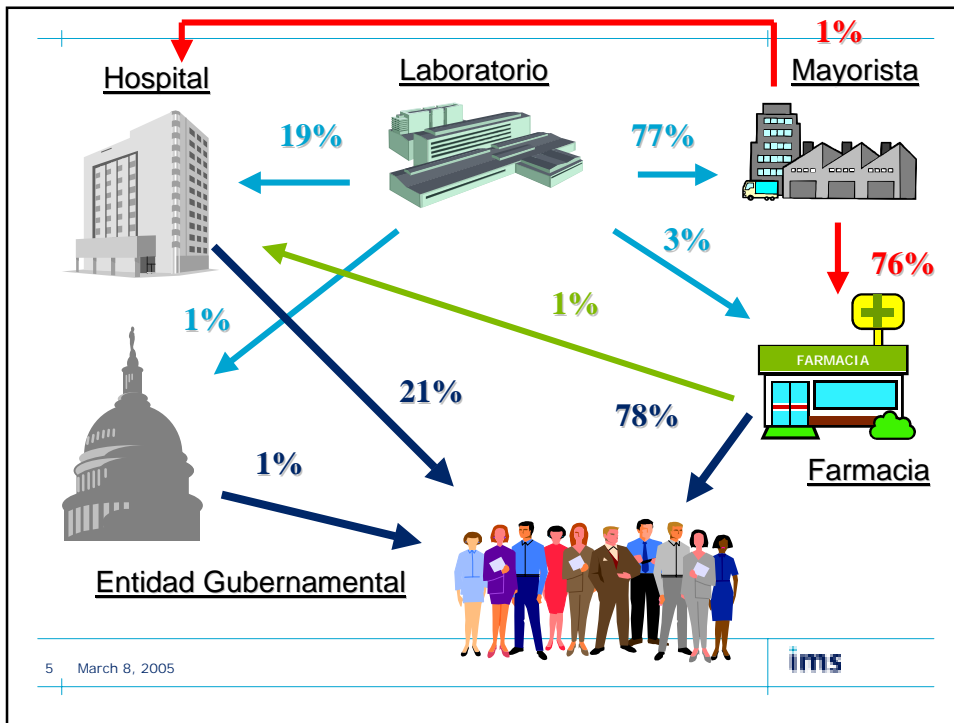 1%
Hospital
Laboratorio
Mayorista
19%
77%
3%
76%
1%
1%
FARMACIA
21%
78%
1%
Farmacia
Entidad Gubernamental
5 March 8, 2005
ims